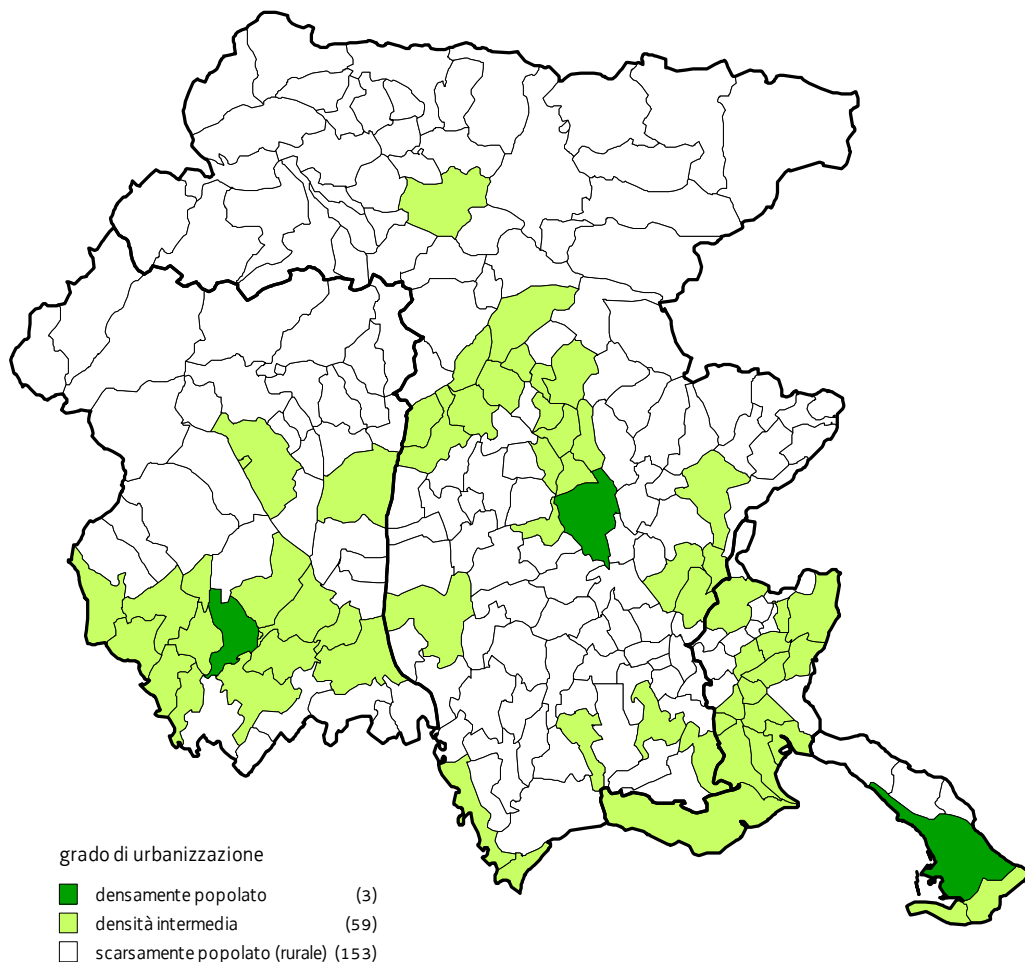 grado di urbanizzazione
densamente popolato (3)
densità intermedia (59)
scarsamente popolato (rurale) (153)